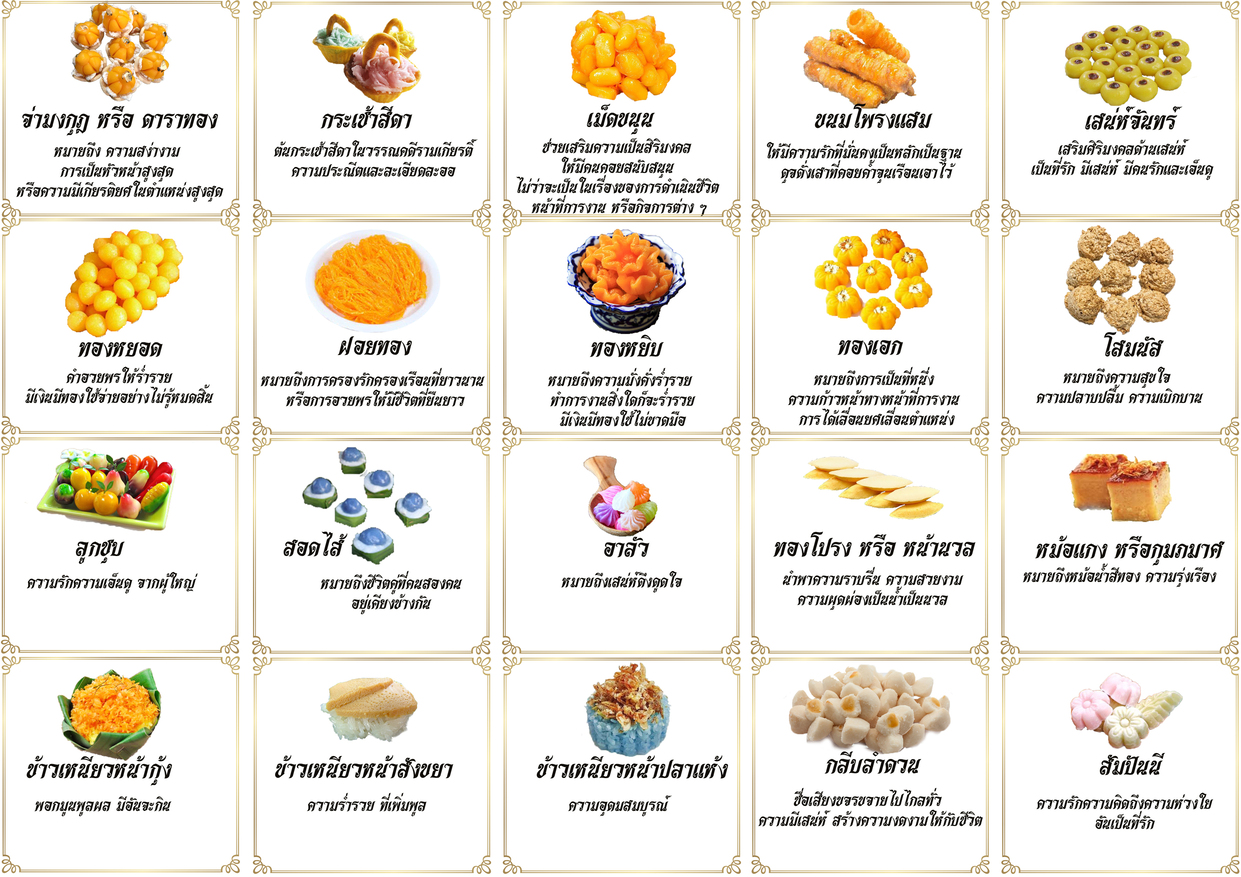 จ่ามงกุฎ หรือ ดาราทอง
หมายถึง ความสง่างาม
การเป็นหัวหน้าสูงสุด
หรือความมีเกียรติยศในตำแหน่งสูงสุด
กระเช้าสีดา
ต้นกระเช้าสีดาในวรรณคดีรามเกียรติ์
ความประณีตและละเอียดละออ
เม็ดขนุน
ช่วยเสริมความเป็นสิริมงคล
ให้มีคนคอยสนับสนุน
ไม่ว่าจะเป็นในเรื่องของการดำเนินชีวิต
หน้าที่การงาน หรือกิจการต่าง ๆ
ขนมโพรงแสม
ให้มีความรักที่มั่นคงเป็นหลักเป็นฐาน
ดุจดั่งเสาที่คอยค้ำจุนเรือนเอาไว้
เสน่ห์จันทร์
เสริมศิริมงคลด้านเสน่ห์
เป็นที่รัก มีเสน่ห์ มีคนรักและเอ็นดู
ทองหยอด
คำอวยพรให้ร่ำรวย
มีเงินมีทองใช้จ่ายอย่างไม่รู้หมดสิ้น
ฝอยทอง
หมายถึงการครองรักครองเรือนที่ยาวนาน
หรือการอวยพรให้มีชีวิตที่ยืนยาว
ทองหยิบ
หมายถึงความมั่งคั่งร่ำรวย
ทำการงานสิ่งใดก็จะร่ำรวย
มีเงินมีทองใช้ไม่ขาดมือ
ทองเอก
หมายถึงการเป็นที่หนึ่ง
ความก้าวหน้าทางหน้าที่การงาน
การได้เลื่อนยศเลื่อนตำแหน่ง
โสมนัส
หมายถึงความสุขใจ
ความปลาบปลื้ม ความเบิกบาน
ลูกชุบ
ความรักความเอ็นดู จากผู้ใหญ่
สอดไส้
หมายถึงชีวิตคู่ที่คนสองคน
อยู่เคียงข้างกัน
อาลัว
หมายถึงเสน่ห์ดึงดูดใจ
ทองโปรง หรือ หน้านวล
นำพาความราบรื่น ความสวยงาม
ความผุดผ่องเป็นน้ำเป็นนวล
หม้อแกง หรือกุมภมาศ
หมายถึงหม้อน้ำสีทอง ความรุ่งเรือง
ข้าวเหนียวหน้ากุ้ง
พอกพูนพูลผล มีอันจะกิน
ข้าวเหนียวหน้าสังขยา
ความร่ำรวย ที่เพิ่มพูล
ข้าวเหนียวหน้าปลาแห้ง
ความอุดมสมบูรณ์
กลีบลำดวน
ชื่อเสียงขจรขจายไปไกลทั่ว
ความมีเสน่ห์ สร้างความงดงามให้กับชีวิต
สัมปันนี
ความรักความคิดถึงความห่วงใย
อันเป็นที่รัก